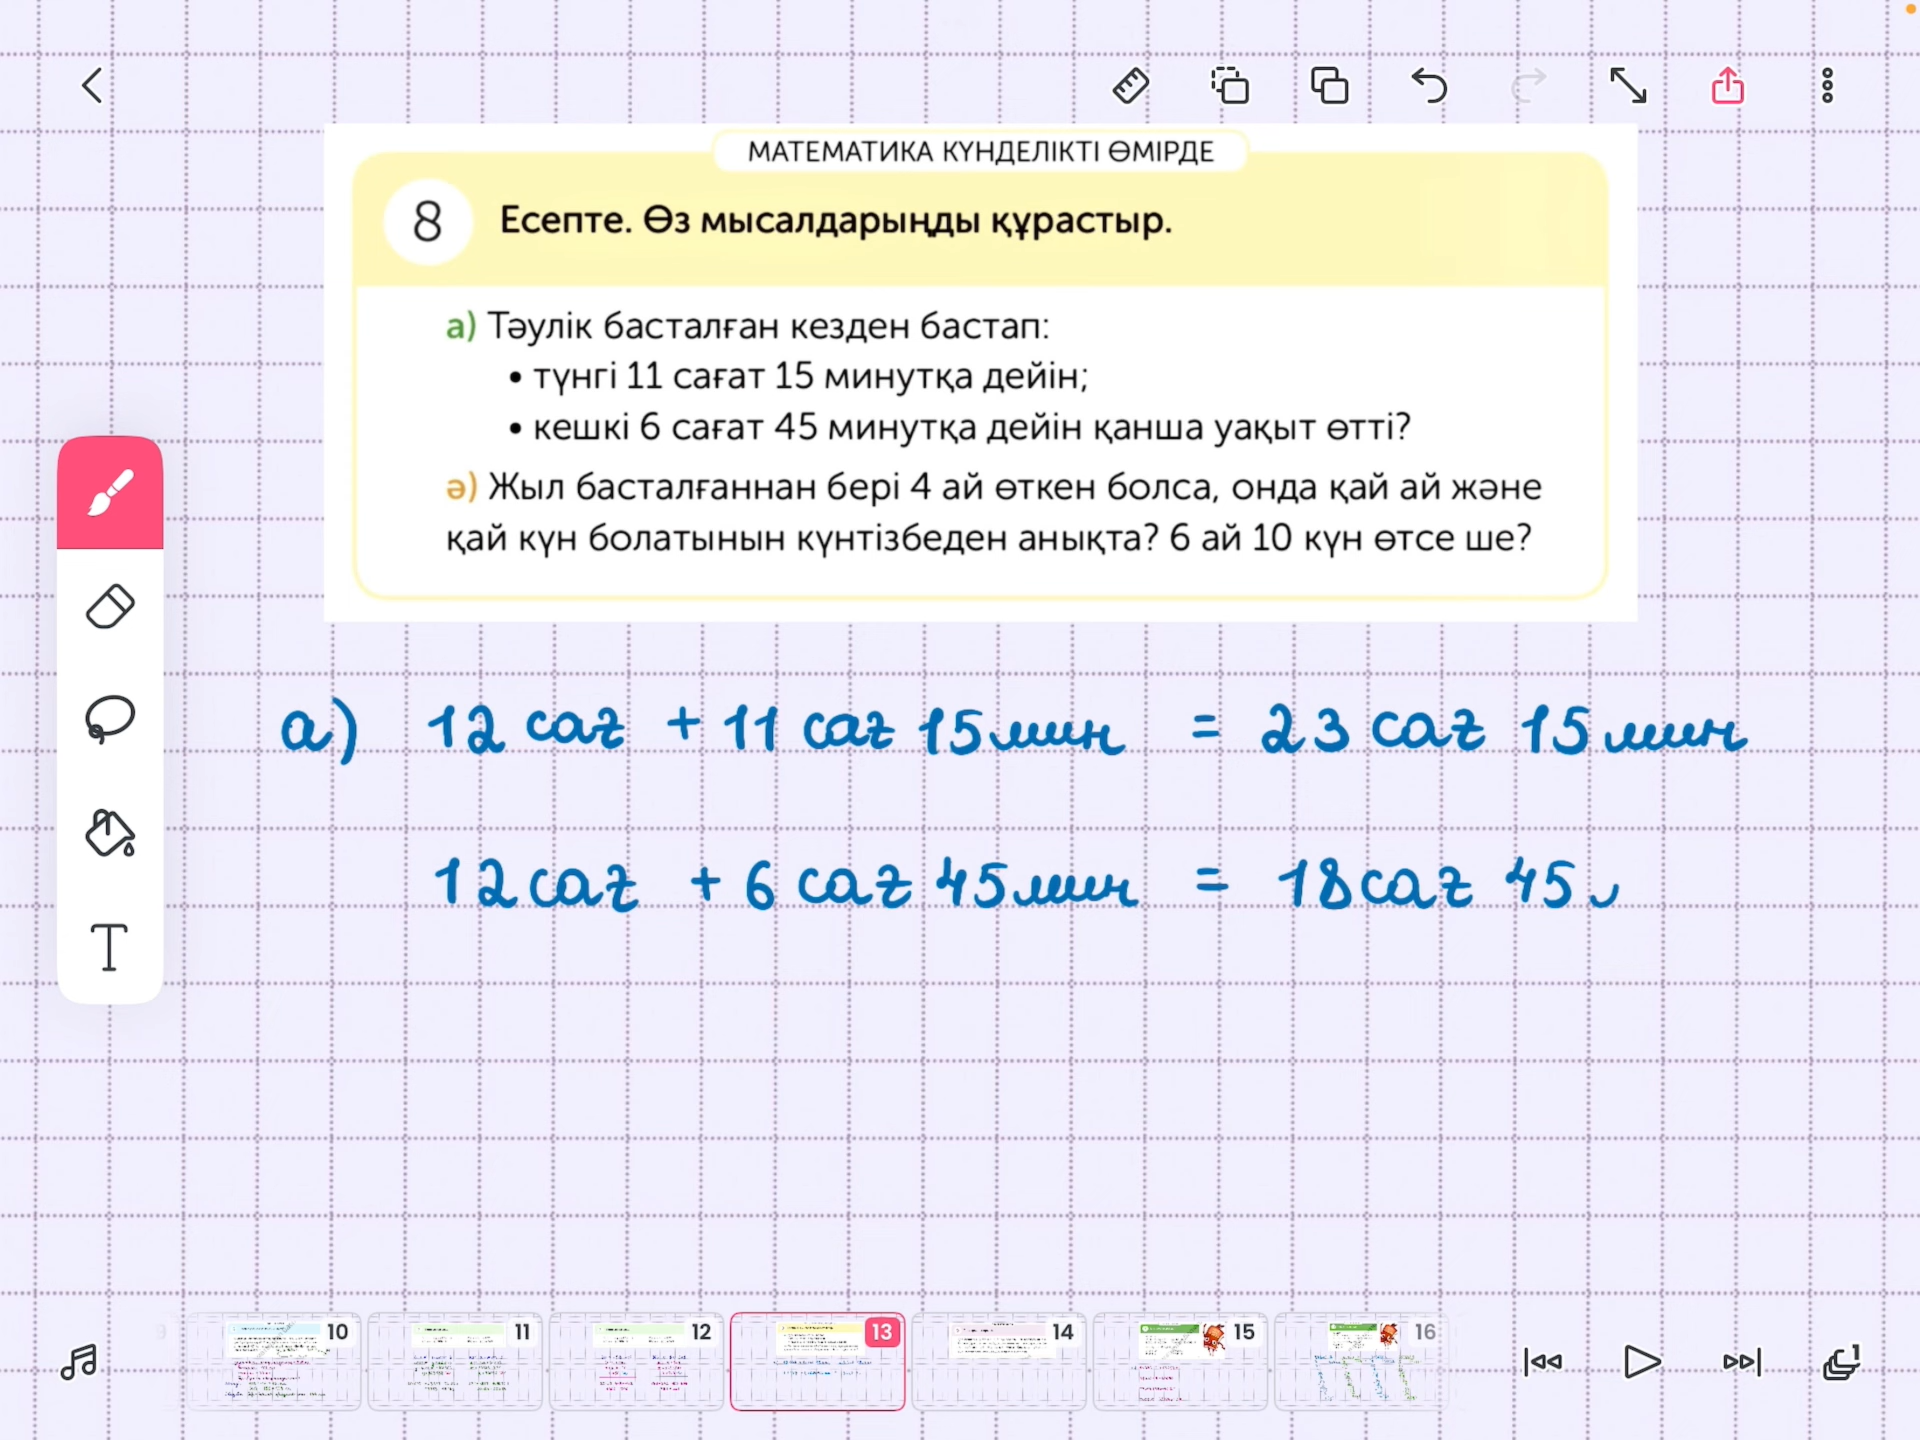 МАТЕМАТИКА КҮНДЕЛІКТІ ӨМІРДЕ
8 Есепте. Өз мысалдарыңды құрастыр.
а) Тәулік басталған кезден бастап:
• түнгі 11 сағат 15 минутқа дейін;
• кешкі 6 сағат 45 минутқа дейін қанша уақыт өтті?
ә) Жыл басталғаннан бері 4 ай өткен болса, онда қай ай және
қай күн болатынын күнтізбеден анықта? 6 ай 10 күн өтсе ше?
а) 12 сағ + 11 сағ 15 мин = 23 сағ 15 мин
12 сағ + 6 сағ 45 мин = 18 сағ 45
T
9 10 11 12 13 14 15 16
1